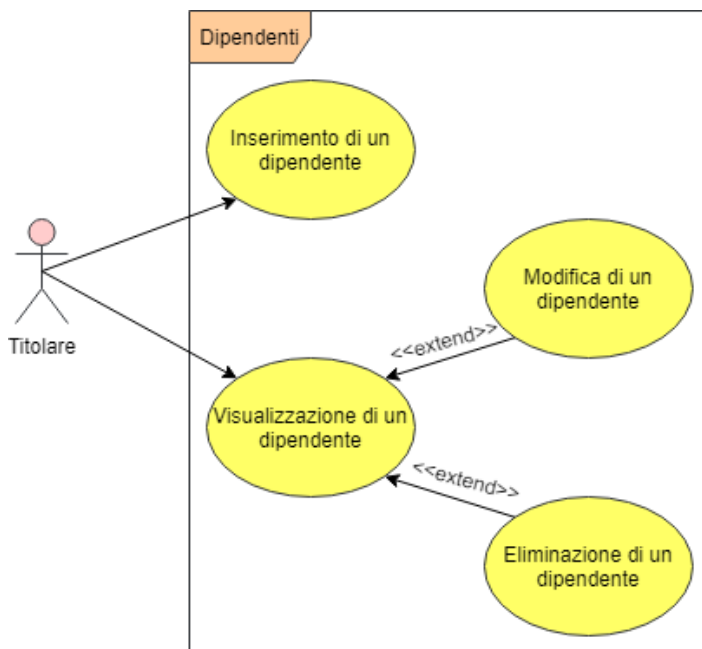 Dipendenti
Inserimento di un
dipendente
Titolare
Modifica di un
dipendente
<<extend>>
Visualizzazione di un
dipendente
<<extend>>
Eliminazione di un
dipendente